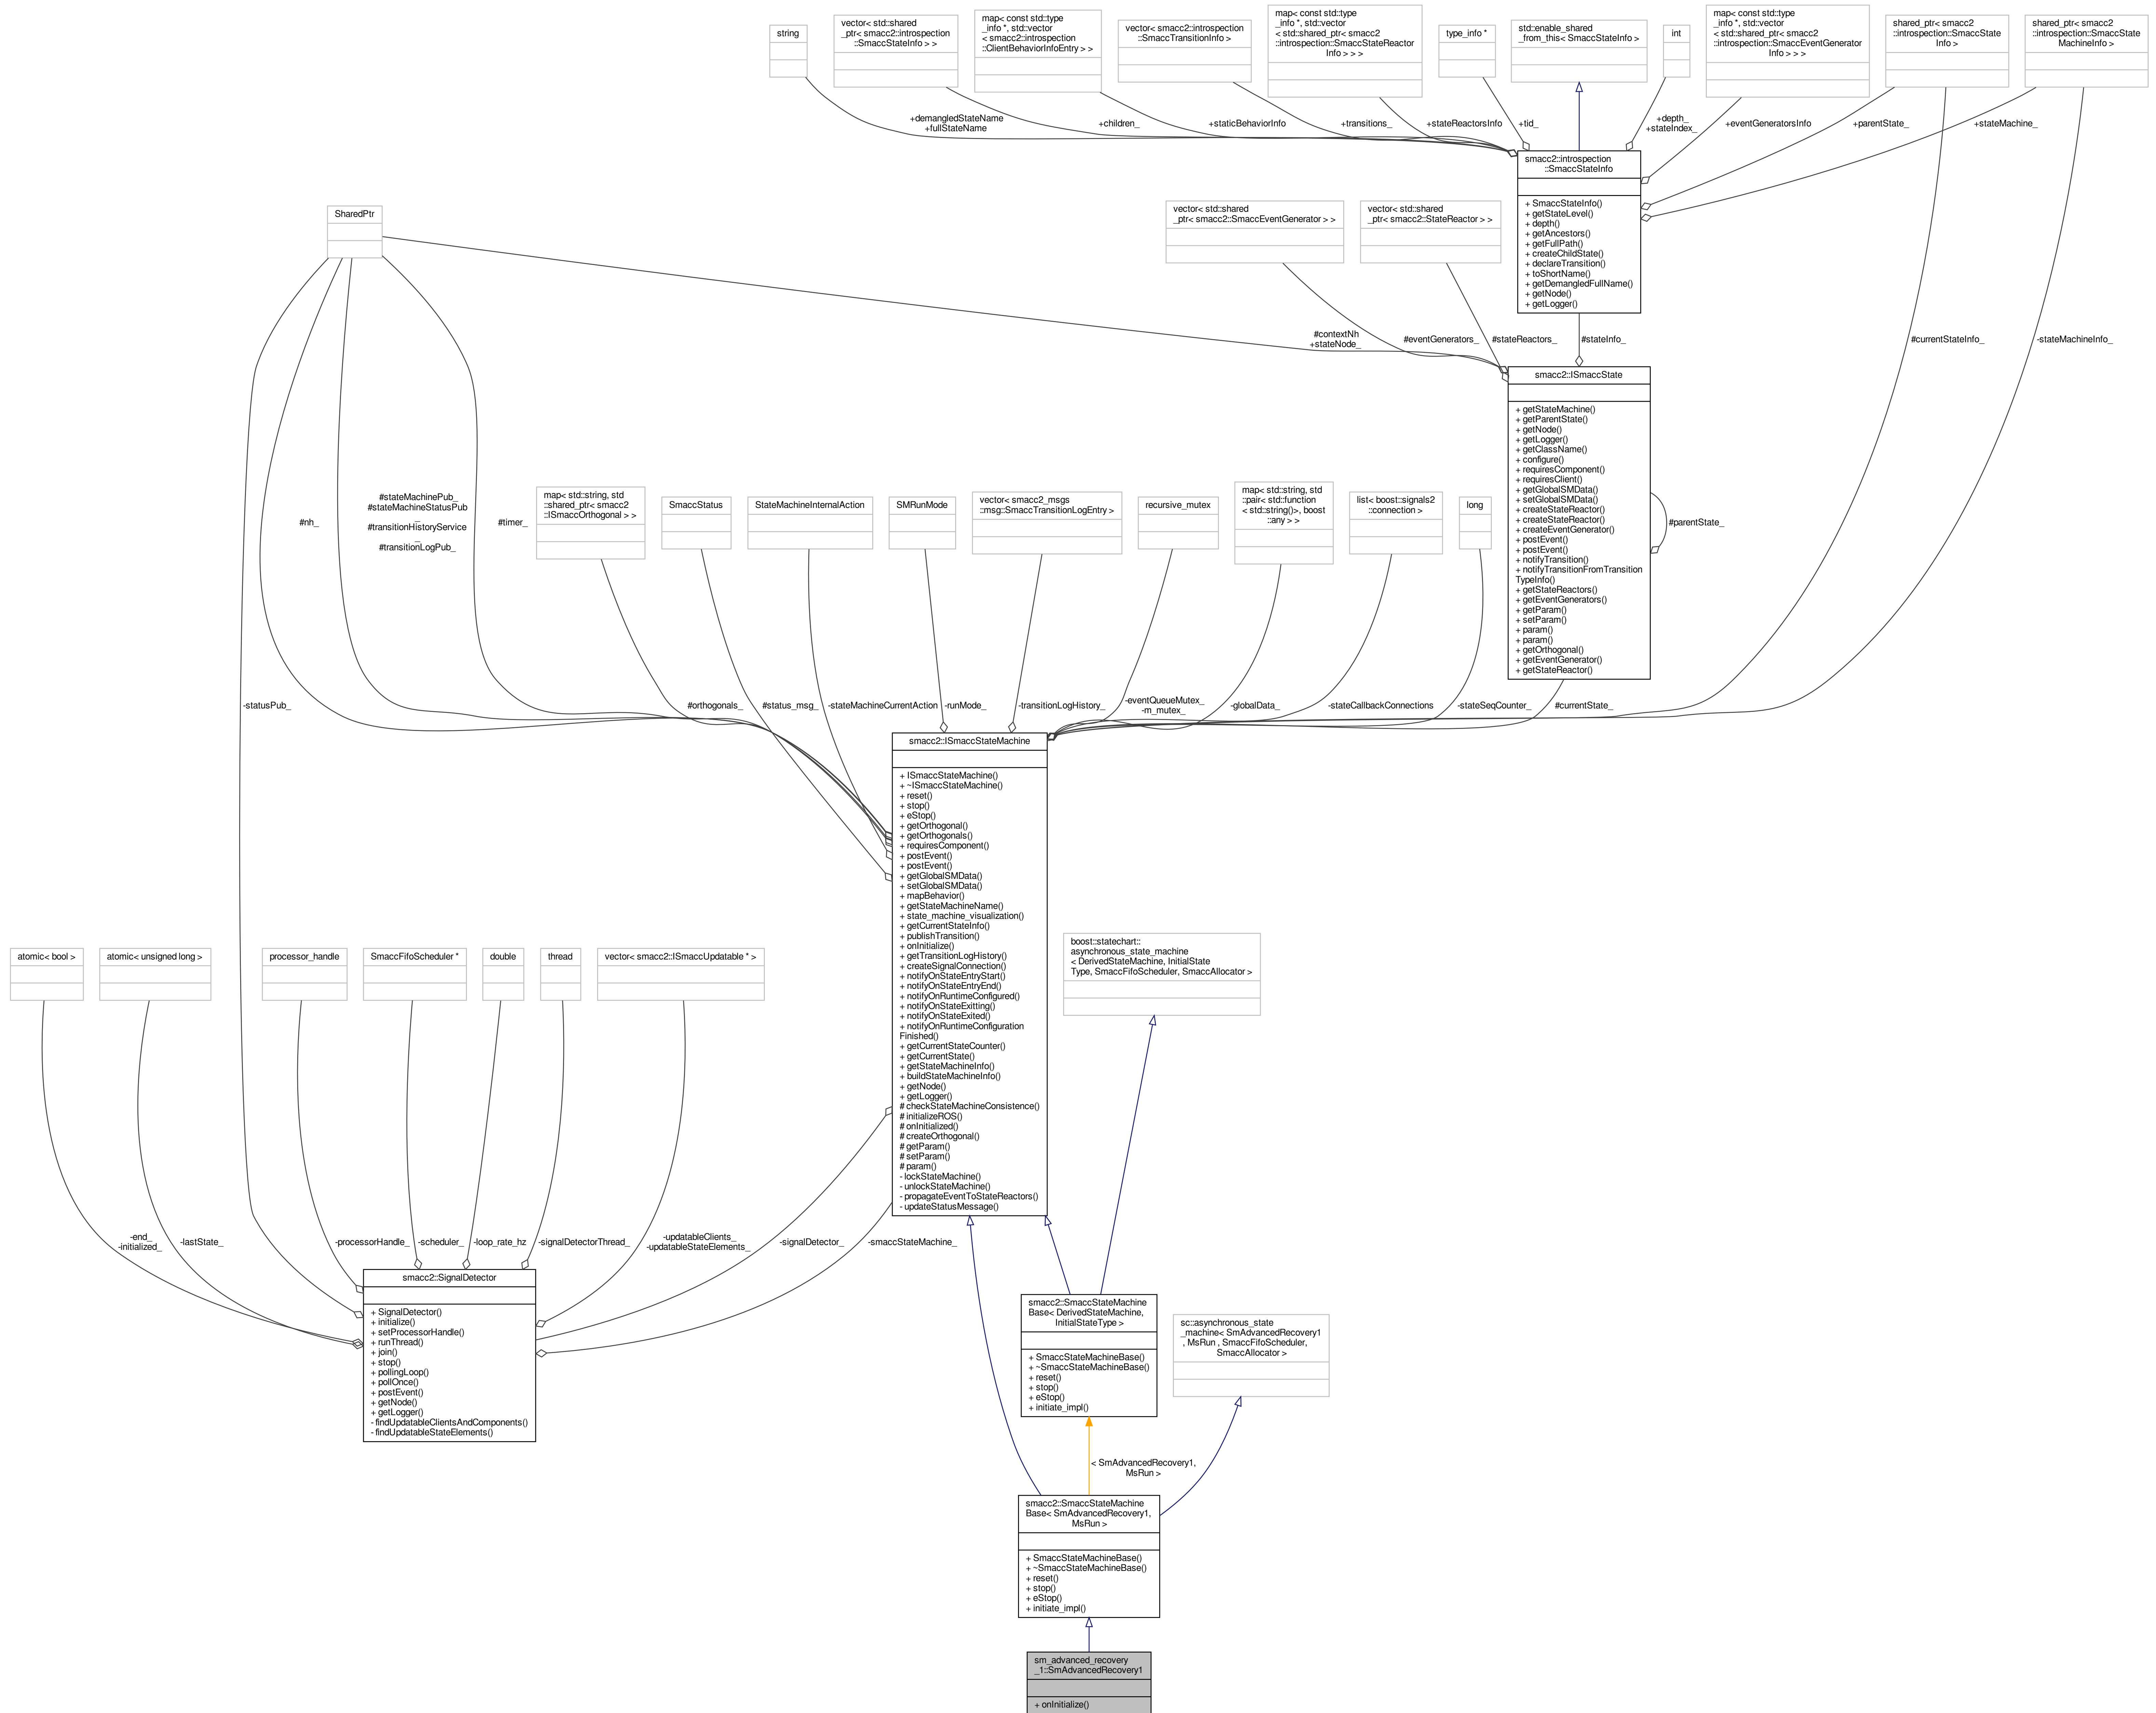 string
vector< std::shared
_ptr< smacc2::introspection
::SmaccStateInfo > >
map< const std::type
_info *, std::vector
< smacc2::introspection
::ClientBehaviorInfoEntry > >
vector< smacc2::introspection
::SmaccTransitionInfo >
map< const std::type
_info *, std::vector
< std::shared_ptr< smacc2
::introspection::SmaccStateReactor
Info > > >
type_info *
std::enable_shared
_from_this< SmaccStateInfo >
int
map< const std::type
_info *, std::vector
< std::shared_ptr< smacc2
::introspection::SmaccEventGenerator
Info > > >
shared_ptr< smacc2
::introspection::SmaccState
Info >
shared_ptr< smacc2
::introspection::SmaccState
MachineInfo >
+demangledStateName
+fullStateName
+children_
+staticBehaviorInfo
+transitions_
+stateReactorsInfo
+tid_
+depth_
+stateIndex_
+eventGeneratorsInfo
+parentState_
+stateMachine_
smacc2::introspection
::SmaccStateInfo
+ SmaccStateInfo()
+ getStateLevel()
+ depth()
+ getAncestors()
+ getFullPath()
+ createChildState()
+ declareTransition()
+ toShortName()
+ getDemangledFullName()
+ getNode()
+ getLogger()
SharedPtr
vector< std::shared
_ptr< smacc2::SmaccEventGenerator > >
vector< std::shared
_ptr< smacc2::StateReactor > >
#contextNh
+stateNode_
#eventGenerators_
#stateReactors_
#stateInfo_
#currentStateInfo_
-stateMachineInfo_
smacc2::ISmaccState
+ getStateMachine()
+ getParentState()
+ getNode()
+ getLogger()
+ getClassName()
+ configure()
+ requiresComponent()
+ requiresClient()
+ getGlobalSMData()
+ setGlobalSMData()
+ createStateReactor()
+ createStateReactor()
+ createEventGenerator()
+ postEvent()
+ postEvent()
+ notifyTransition()
+ notifyTransitionFromTransition
TypeInfo()
+ getStateReactors()
+ getEventGenerators()
+ getParam()
+ setParam()
+ param()
+ param()
+ getOrthogonal()
+ getEventGenerator()
+ getStateReactor()
#parentState_
#nh_
#stateMachinePub_
#stateMachineStatusPub
_
#transitionHistoryService
_
#transitionLogPub_
#timer_
map< std::string, std
::shared_ptr< smacc2
::ISmaccOrthogonal > >
SmaccStatus
StateMachineInternalAction
SMRunMode
vector< smacc2_msgs
::msg::SmaccTransitionLogEntry >
recursive_mutex
map< std::string, std
::pair< std::function
< std::string()>, boost
::any > >
list< boost::signals2
::connection >
long
-statusPub_
#orthogonals_
#status_msg_
-stateMachineCurrentAction
-runMode_
-transitionLogHistory_
-eventQueueMutex_
-m_mutex_
-globalData_
-stateCallbackConnections
-stateSeqCounter_
#currentState_
smacc2::ISmaccStateMachine
+ ISmaccStateMachine()
+ ~ISmaccStateMachine()
+ reset()
+ stop()
+ eStop()
+ getOrthogonal()
+ getOrthogonals()
+ requiresComponent()
+ postEvent()
+ postEvent()
+ getGlobalSMData()
+ setGlobalSMData()
+ mapBehavior()
+ getStateMachineName()
+ state_machine_visualization()
+ getCurrentStateInfo()
+ publishTransition()
+ onInitialize()
+ getTransitionLogHistory()
+ createSignalConnection()
+ notifyOnStateEntryStart()
+ notifyOnStateEntryEnd()
+ notifyOnRuntimeConfigured()
+ notifyOnStateExitting()
+ notifyOnStateExited()
+ notifyOnRuntimeConfiguration
Finished()
+ getCurrentStateCounter()
+ getCurrentState()
+ getStateMachineInfo()
+ buildStateMachineInfo()
+ getNode()
+ getLogger()
# checkStateMachineConsistence()
# initializeROS()
# onInitialized()
# createOrthogonal()
# getParam()
# setParam()
# param()
- lockStateMachine()
- unlockStateMachine()
- propagateEventToStateReactors()
- updateStatusMessage()
atomic< bool >
atomic< unsigned long >
processor_handle
SmaccFifoScheduler *
double
thread
vector< smacc2::ISmaccUpdatable * >
boost::statechart::
asynchronous_state_machine
< DerivedStateMachine, InitialState
Type, SmaccFifoScheduler, SmaccAllocator >
-end_
-initialized_
-lastState_
-processorHandle_
-scheduler_
-loop_rate_hz
-signalDetectorThread_
-updatableClients_
-updatableStateElements_
-signalDetector_
-smaccStateMachine_
smacc2::SignalDetector
+ SignalDetector()
+ initialize()
+ setProcessorHandle()
+ runThread()
+ join()
+ stop()
+ pollingLoop()
+ pollOnce()
+ postEvent()
+ getNode()
+ getLogger()
- findUpdatableClientsAndComponents()
- findUpdatableStateElements()
smacc2::SmaccStateMachine
Base< DerivedStateMachine,
InitialStateType >
+ SmaccStateMachineBase()
+ ~SmaccStateMachineBase()
+ reset()
+ stop()
+ eStop()
+ initiate_impl()
sc::asynchronous_state
_machine< SmAdvancedRecovery1
, MsRun , SmaccFifoScheduler,
SmaccAllocator >
< SmAdvancedRecovery1,
MsRun >
smacc2::SmaccStateMachine
Base< SmAdvancedRecovery1,
MsRun >
+ SmaccStateMachineBase()
+ ~SmaccStateMachineBase()
+ reset()
+ stop()
+ eStop()
+ initiate_impl()
sm_advanced_recovery
_1::SmAdvancedRecovery1
+ onInitialize()